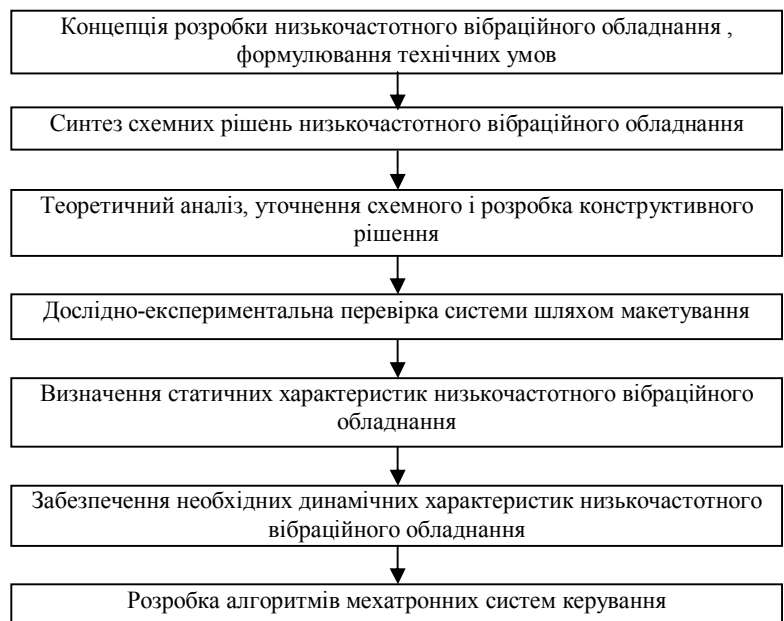 Концепція розробки низькочастотного вібраційного обладнання ,
формулювання технічних умов
Синтез схемних рішень низькочастотного вібраційного обладнання
Теоретичний аналіз, уточнення схемного і розробка конструктивного
рішення
Дослідно-експериментальна перевірка системи шляхом макетування
Визначення статичних характеристик низькочастотного вібраційного
обладнання
Забезпечення необхідних динамічних характеристик низькочастотного
вібраційного обладнання
Розробка алгоритмів мехатронних систем керування